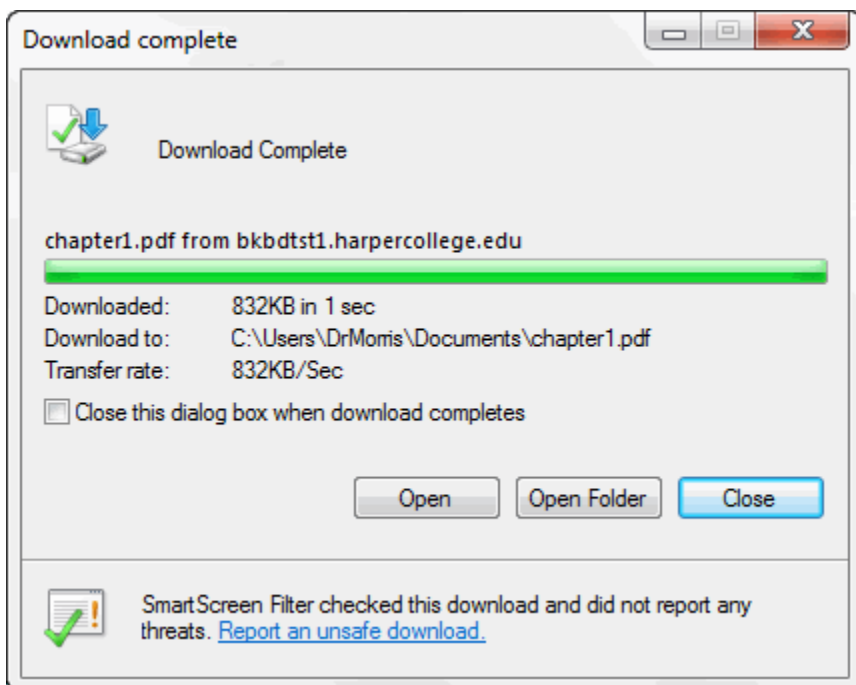 Download complete
Download Complete
chapter1.pdf from bkbdtst1.harpercollege.edu
Downloaded: 832KB in 1 sec
Download to: C:\Users\DrMorris\Documents\chapter1.pdf
Transfer rate: 832KB/Sec
Close this dialog box when download completes
Open Open Folder Close
SmartScreen Filter checked this download and did not report any
threats. Report an unsafe download.